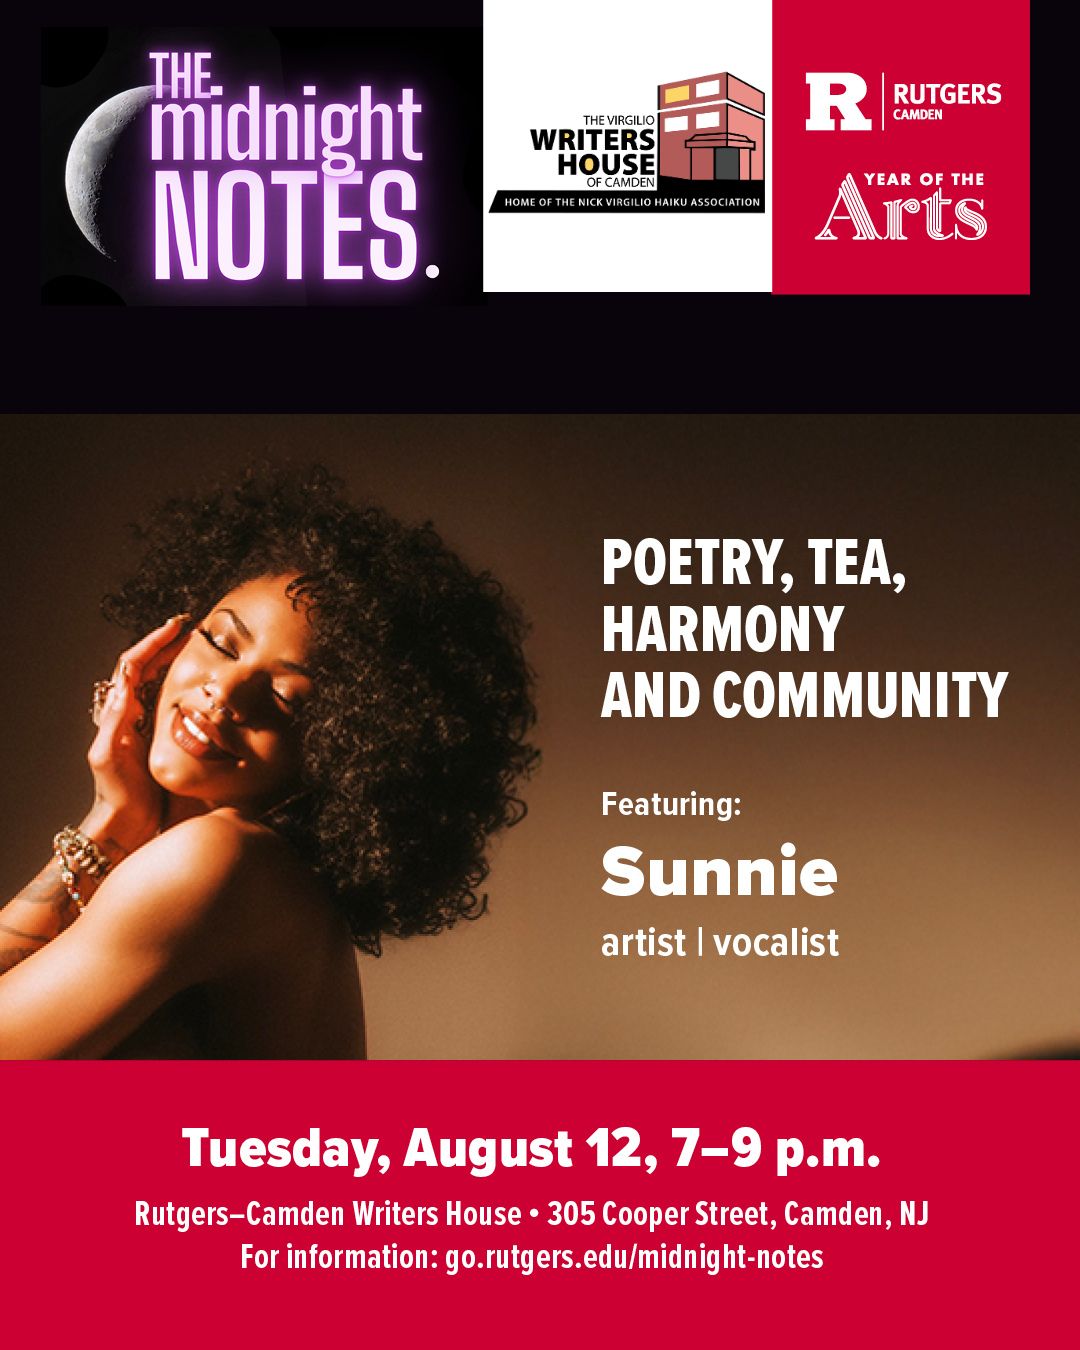 THE
midnight
NOTES.
THE VIRGILIO
WRITERS
HOUSE
OF CAMDEN
HOME OF THE NICK VIRGILIO HAIKU ASSOCIATION
R RUTGERS
CAMDEN
YEAR OF THE
Arts
POETRY, TEA,
HARMONY
AND COMMUNITY
Featuring:
Sunnie
artist | vocalist
Tuesday, August 12, 7–9 p.m.
Rutgers–Camden Writers House • 305 Cooper Street, Camden, NJ
For information: go.rutgers.edu/midnight-notes